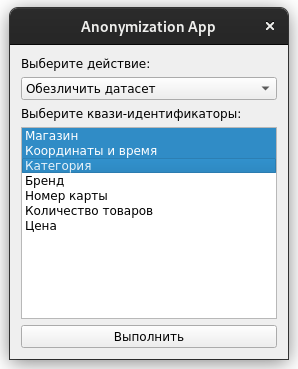 Anonymization App
×
Выберите действие:
Обезличить датасет
Выберите квази-идентификаторы:
Магазин
Координаты и время
Категория
Бренд
Номер карты
Количество товаров
Цена
Выполнить